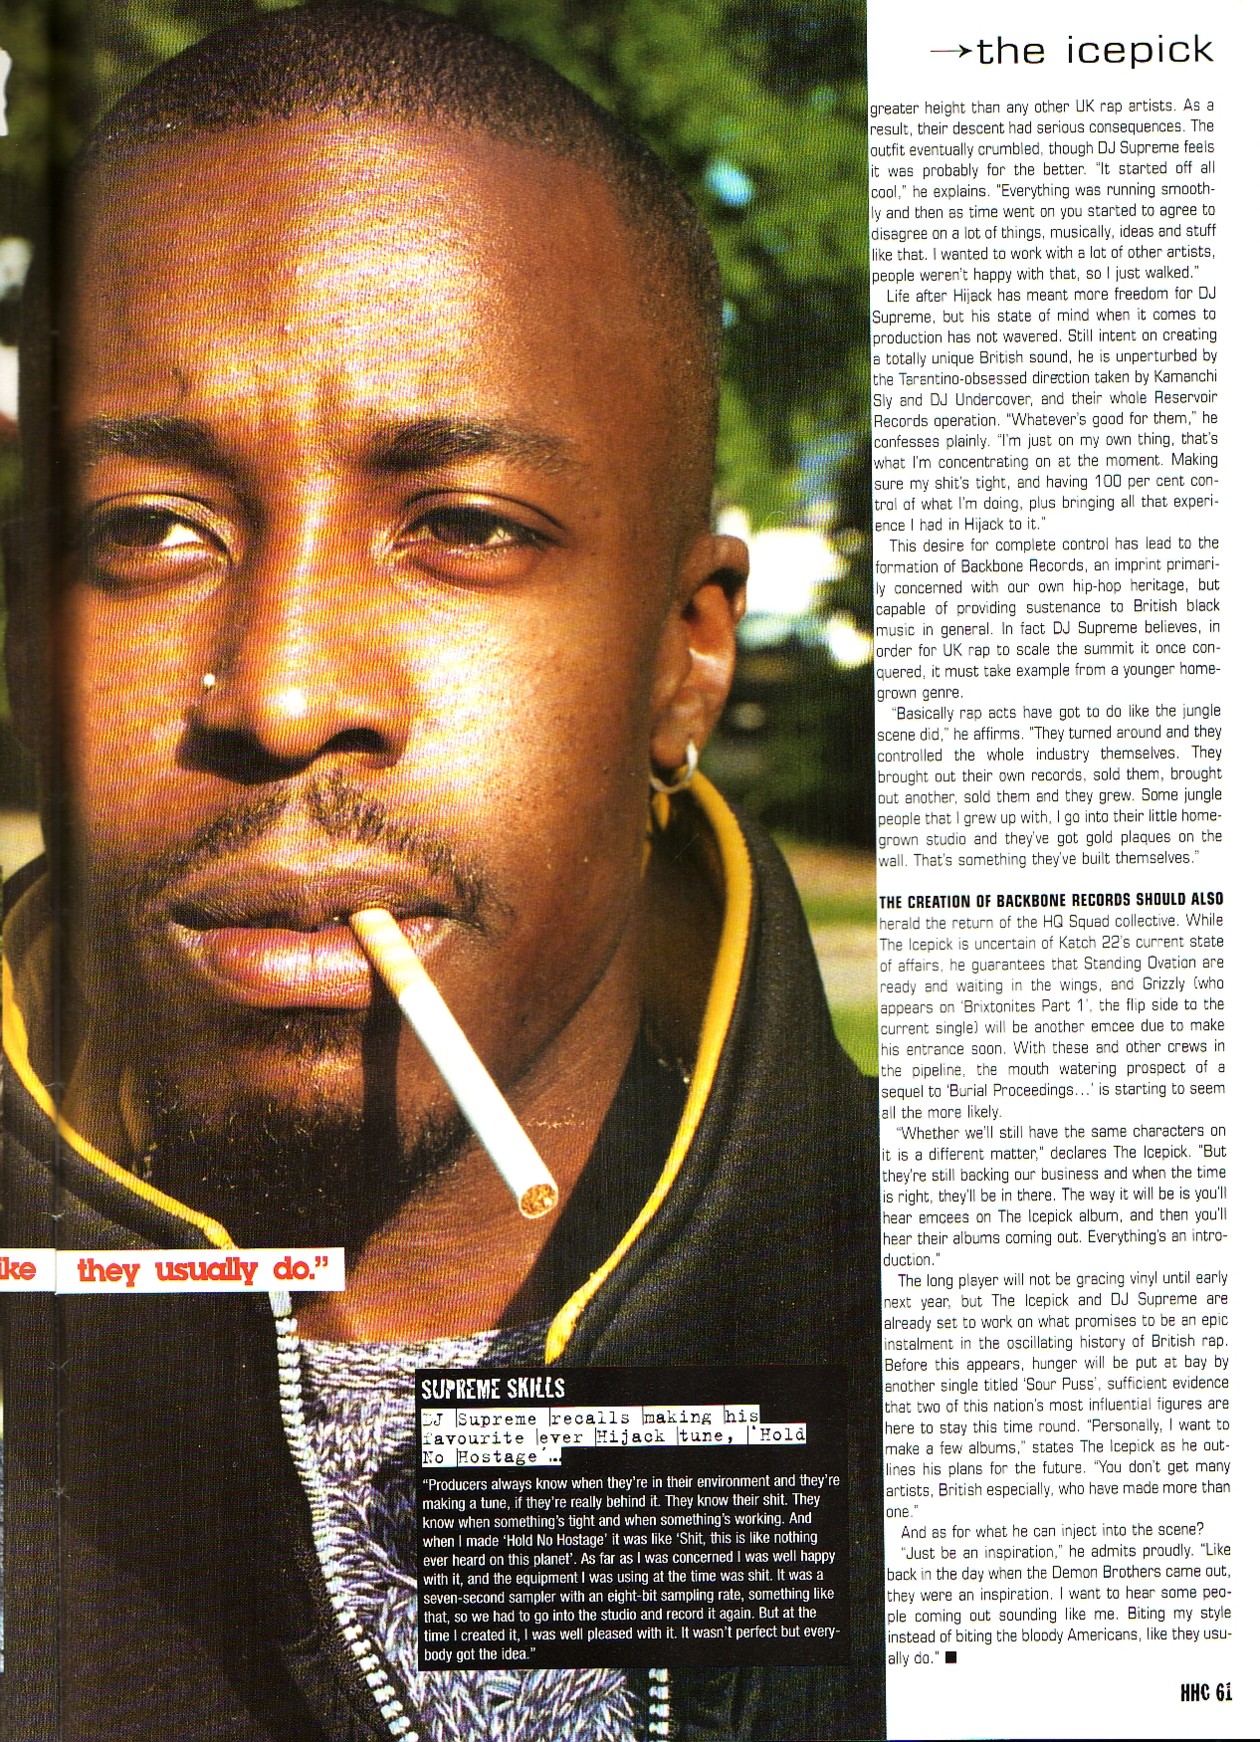 →the icepick
greater height than any other UK rap artists. As a
result, their descent had serious consequences. The
outfit eventually crumbled, though DJ Supreme feels
it was probably for the better. “It started off all
cool,” he explains. “Everything was running smooth-
ly and then as time went on you started to agree to
disagree on a lot of things, musically, ideas and stuff
like that. I wanted to work with a lot of other artists,
people weren't happy with that, so I just walked.”
Life after Hijack has meant more freedom for DJ
Supreme, but his state of mind when it comes to
production has not wavered. Still intent on creating
a totally unique British sound, he is unperturbed by
the Tarantino-obsessed direction taken by Kamanchi
Sly and DJ Undercover, and their whole Reservoir
Records operation. “Whatever's good for them,” he
confesses plainly. “I'm just on my own thing, that's
what I'm concentrating on at the moment. Making
sure my shit's tight, and having 100 per cent con-
trol of what I'm doing, plus bringing all that experi-
ence I had in Hijack to it.”
This desire for complete control has lead to the
formation of Backbone Records, an imprint primari-
ly concerned with our own hip-hop heritage, but
capable of providing sustenance to British black
music in general. In fact DJ Supreme believes, in
order for UK rap to scale the summit it once con-
quered, it must take example from a younger home-
grown genre.
“Basically rap acts have got to do like the jungle
scene did,” he affirms. “They turned around and they
controlled the whole industry themselves. They
brought out their own records, sold them, brought
out another, sold them and they grew. Some jungle
people that I grew up with, I go into their little home-
grown studio and they've got gold plaques on the
wall. That's something they've built themselves.”
THE CREATION OF BACKBONE RECORDS SHOULD ALSO
herald the return of the HQ Squad collective. While
The Icepick is uncertain of Katch 22's current state
of affairs, he guarantees that Standing Ovation are
ready and waiting in the wings, and Grizzly (who
appears on ‘Brixtonites Part 1’, the flip side to the
current single) will be another emcee due to make
his entrance soon. With these and other crews in
the pipeline, the mouth watering prospect of a
sequel to ‘Burial Proceedings...’ is starting to seem
all the more likely.
“Whether we'll still have the same characters on
it is a different matter,” declares The Icepick. “But
they're still backing our business and when the time
is right, they'll be in there. The way it will be is you'll
hear emcees on The Icepick album, and then you'll
hear their albums coming out. Everything's an intro-
duction.”
The long player will not be gracing vinyl until early
next year, but The Icepick and DJ Supreme are
already set to work on what promises to be an epic
instalment in the oscillating history of British rap.
Before this appears, hunger will be put at bay by
another single titled ‘Sour Puss’, sufficient evidence
that two of this nation's most influential figures are
here to stay this time round. “Personally, I want to
make a few albums,” states The Icepick as he out-
lines his plans for the future. “You don't get many
artists, British especially, who have made more than
one.”
And as for what he can inject into the scene?
“Just be an inspiration,” he admits proudly. “Like
back in the day when the Demon Brothers came out,
they were an inspiration. I want to hear some peo-
ple coming out sounding like me. Biting my style
instead of biting the bloody Americans, like they usu-
ally do.” ■
they usually do.”
SUPREME SKILLS
DJ Supreme recalls making his
favourite ever Hijack tune, ‘Hold
No Hostage’...
“Producers always know when they're in their environment and they're
making a tune, if they're really behind it. They know their shit. They
know when something's tight and when something's working. And
when I made ‘Hold No Hostage’ it was like ‘Shit, this is like nothing
ever heard on this planet’. As far as I was concerned I was well happy
with it, and the equipment I was using at the time was shit. It was a
seven-second sampler with an eight-bit sampling rate, something like
that, so we had to go into the studio and record it again. But at the
time I created it, I was well pleased with it. It wasn't perfect but every-
body got the idea.”
HHC 61